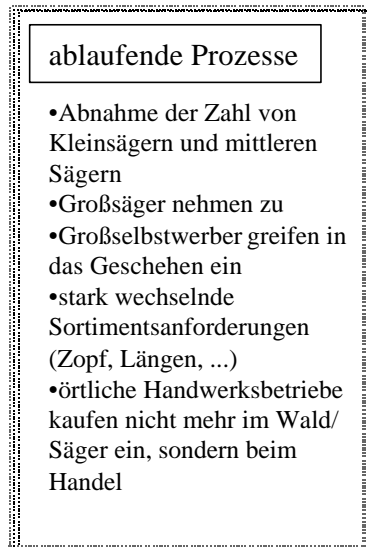 ablaufende Prozesse
•Abnahme der Zahl von
Kleinsägern und mittleren
Sägern
•Großsäger nehmen zu
•Großselbstwerber greifen in
das Geschehen ein
•stark wechselnde
Sortimentsanforderungen
(Zopf, Längen, ...)
•örtliche Handwerksbetriebe
kaufen nicht mehr im Wald/
Säger ein, sondern beim
Handel